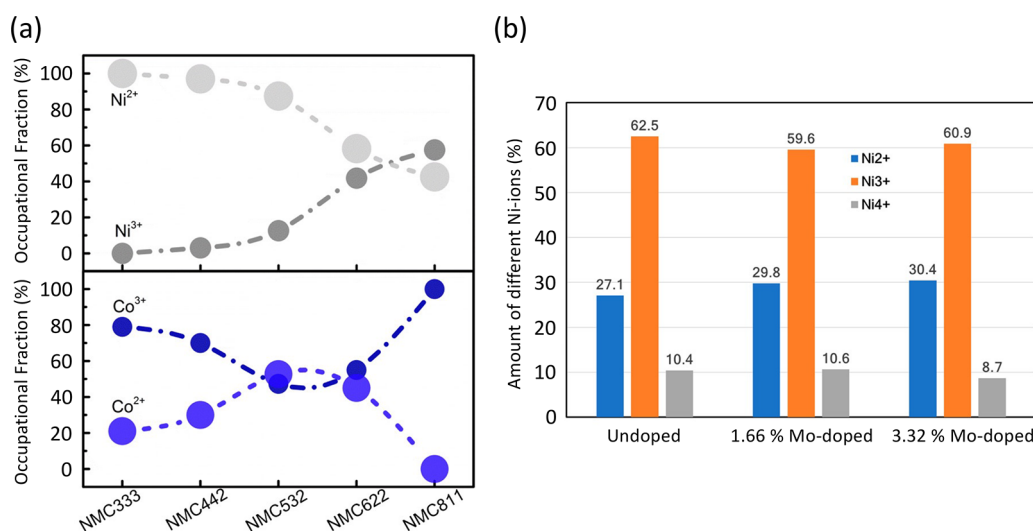 (a)
Occupational Fraction (%)
100
80
60
40
20
0
Ni2+
Ni3+
Occupational Fraction (%)
100
80
60
40
20
0
Co3+
Co2+
NMC333
NMC442
NMC532
NMC622
NMC811
(b)
Amount of different Ni-ions (%)
70
60
50
40
30
20
10
0
Ni2+
Ni3+
Ni4+
27.1
62.5
10.4
29.8
59.6
10.6
30.4
60.9
8.7
Undoped
1.66 % Mo-doped
3.32 % Mo-doped